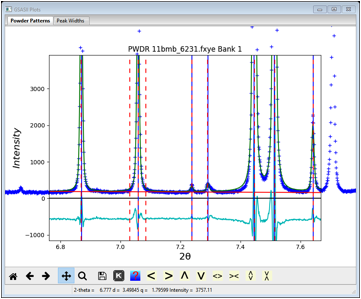 GSASII Plots
Powder Patterns Peak Widths
PWDR 11bmb_6231.fxye Bank 1
Intensity
3000
2000
1000
0
−1000
6.8 7.0 7.2 7.4 7.6
2θ
K
2-theta = 6.777 d = 3.49845 q = 1.79599 Intensity = 3757.11